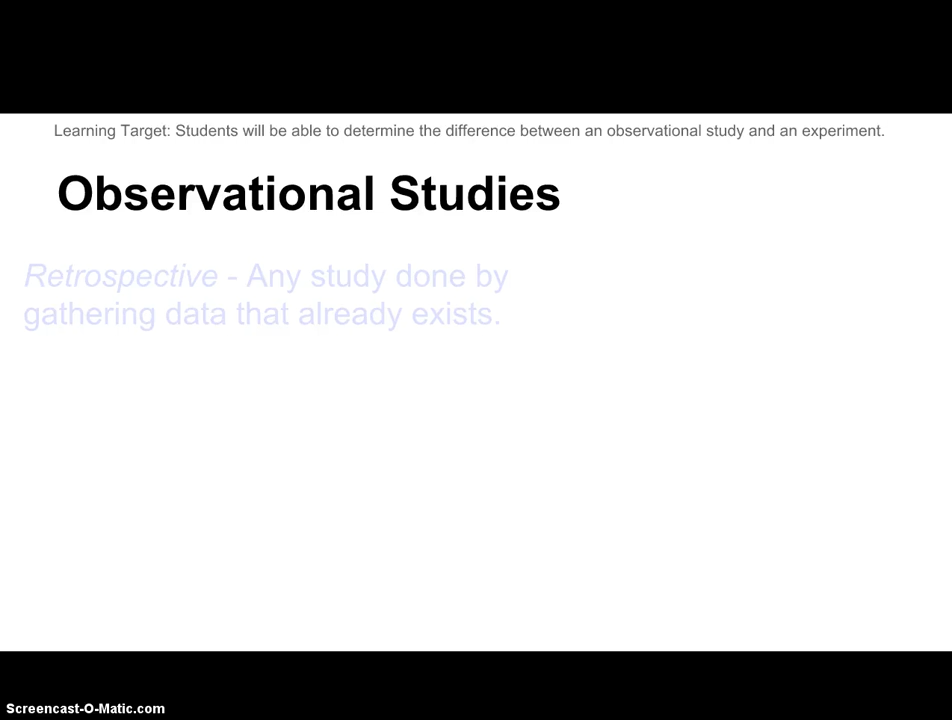 Learning Target: Students will be able to determine the difference between an observational study and an experiment.
Observational Studies
Retrospective - Any study done by
gathering data that already exists.
Screencast-O-Matic.com